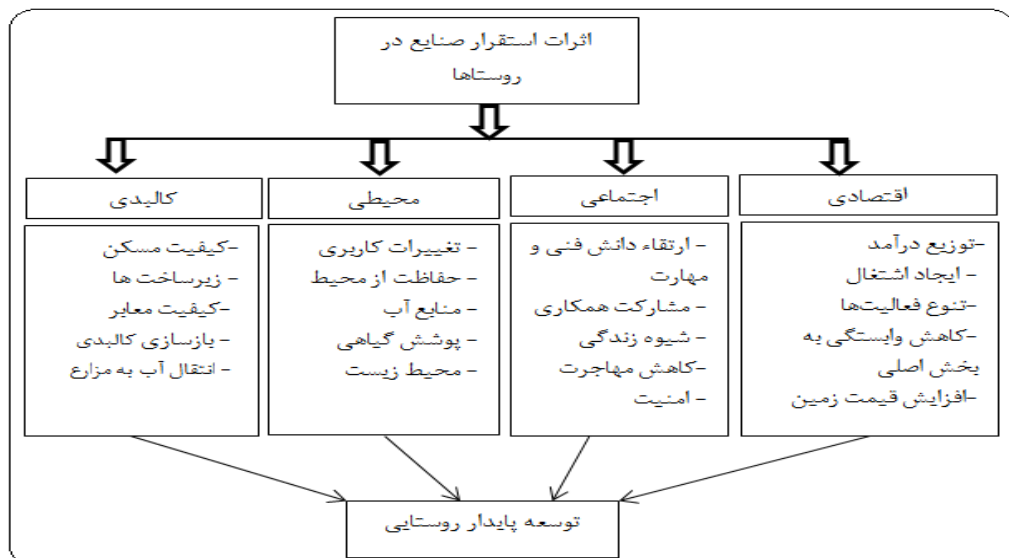 اثرات استقرار صنایع در
روستاها
اقتصادی
-توزیع درآمد
- ایجاد اشتغال
-تنوع فعالیت‌ها
-کاهش وابستگی به
بخش اصلی
-افزایش قیمت زمین
اجتماعی
- ارتقاء دانش فنی و
مهارت
- مشارکت همکاری
- شیوه زندگی
-کاهش مهاجرت
- امنیت
محیطی
- تغییرات کاربری
- حفاظت از محیط
منابع آب
- پوشش گیاهی
- محیط زیست
کالبدی
-کیفیت مسکن
- زیرساخت ها
-کیفیت معابر
- بازسازی کالبدی
- انتقال آب به مزارع
توسعه پایدار روستایی